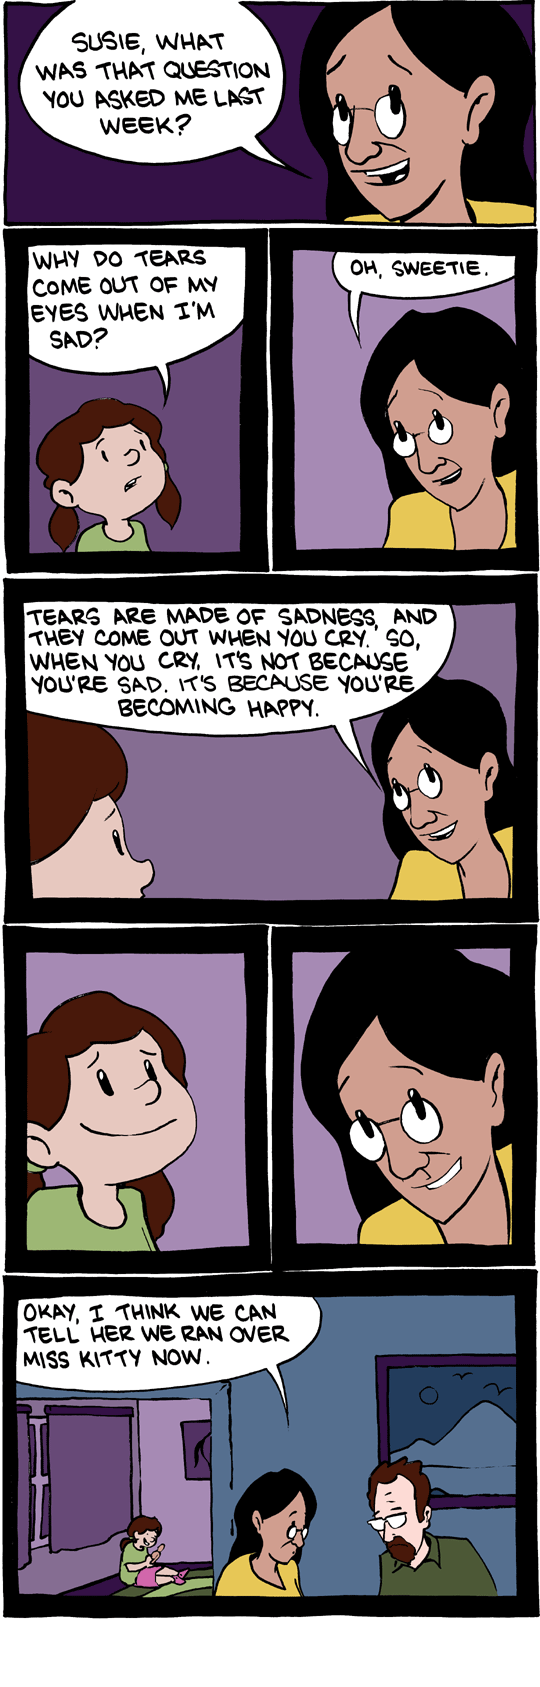 SUSIE, WHAT
WAS THAT QUESTION
YOU ASKED ME LAST
WEEK?
WHY DO TEARS
COME OUT OF MY
EYES WHEN I'M
SAD?
OH, SWEETIE.
TEARS ARE MADE OF SADNESS, AND
THEY COME OUT WHEN YOU CRY. SO,
WHEN YOU CRY, IT'S NOT BECAUSE
YOU'RE SAD. IT'S BECAUSE YOU'RE
BECOMING HAPPY.
OKAY, I THINK WE CAN
TELL HER WE RAN OVER
MISS KITTY NOW.